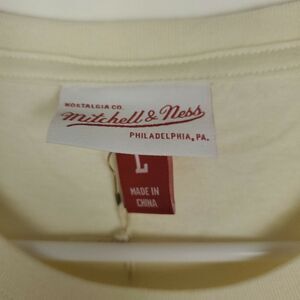 NOSTALGIA CO.
Mitchell & Ness
PHILADELPHIA, PA.
L
MADE IN
CHINA